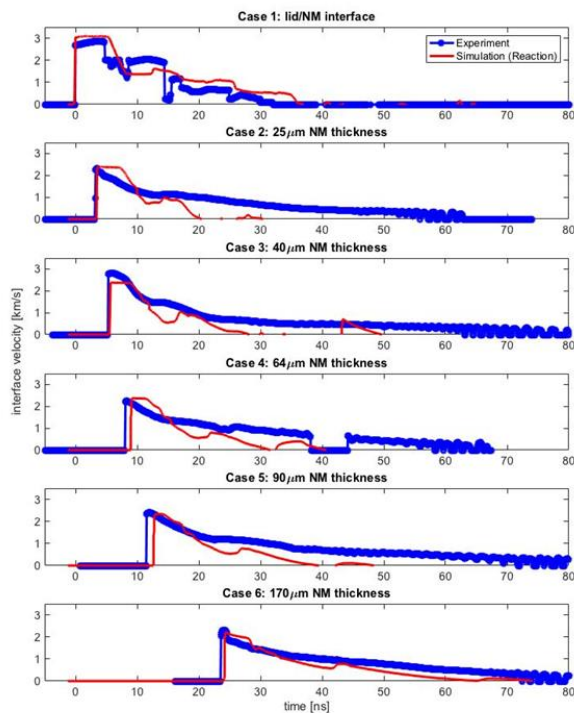 Case 1: lid/NM interface
3
2
1
0
Experiment
Simulation (Reaction)
0 10 20 30 40 50 60 70 80
Case 2: 25μm NM thickness
3
2
1
0
0 10 20 30 40 50 60 70 80
Case 3: 40μm NM thickness
3
2
1
0
0 10 20 30 40 50 60 70 80
interface velocity [km/s]
Case 4: 64μm NM thickness
3
2
1
0
0 10 20 30 40 50 60 70 80
Case 5: 90μm NM thickness
3
2
1
0
0 10 20 30 40 50 60 70 80
Case 6: 170μm NM thickness
3
2
1
0
0 10 20 30 40 50 60 70 80
time [ns]